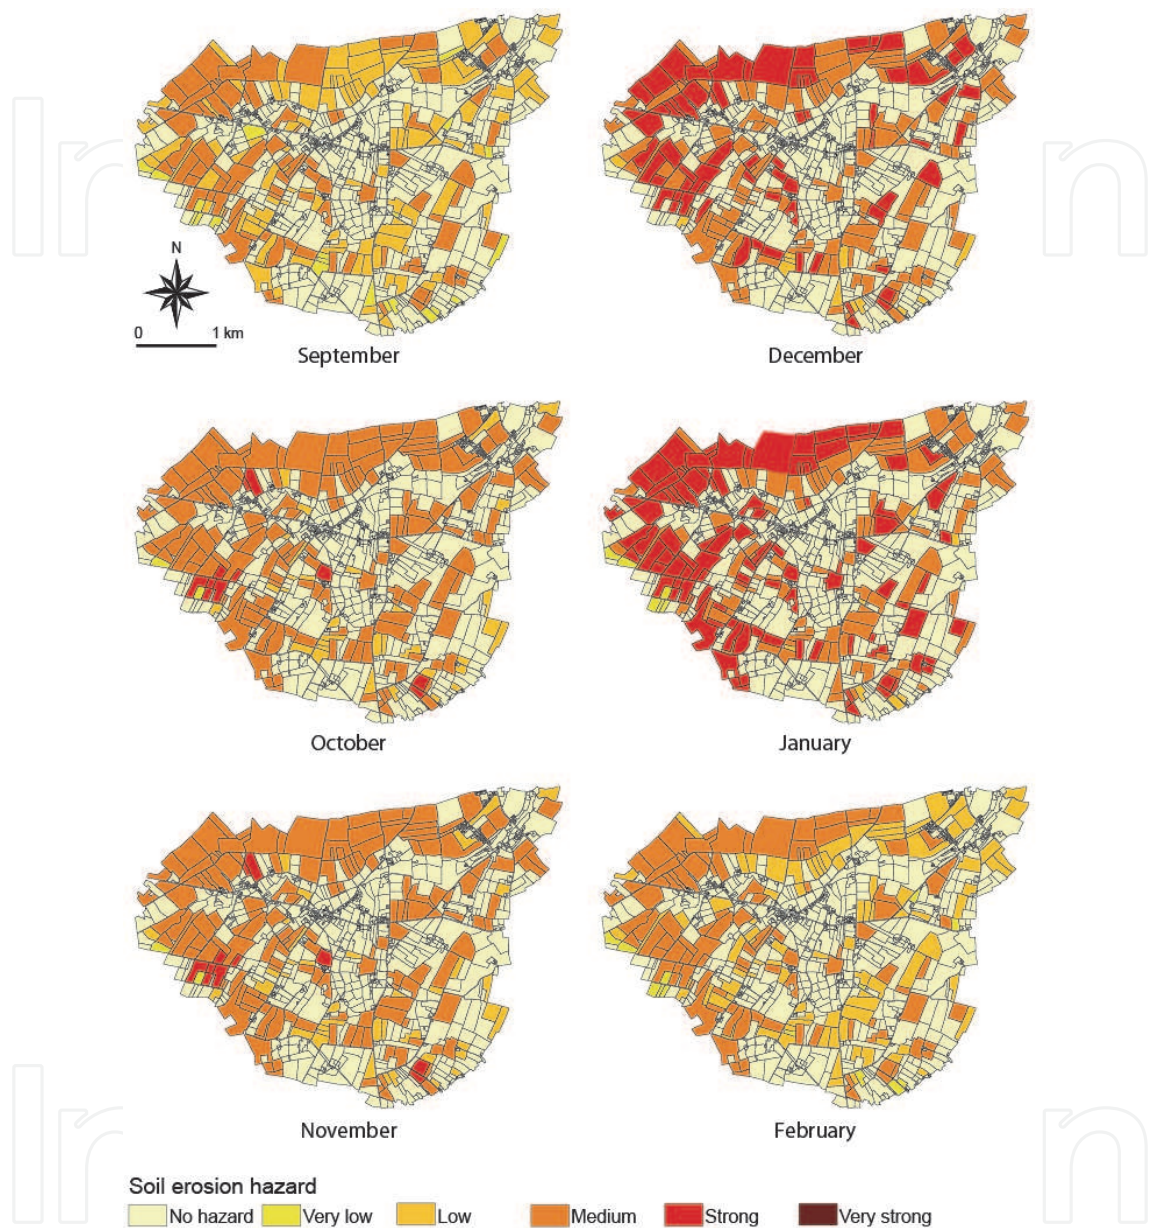 N
0 1 km
September
December
October
January
November
February
Soil erosion hazard
No hazard Very low Low Medium Strong Very strong